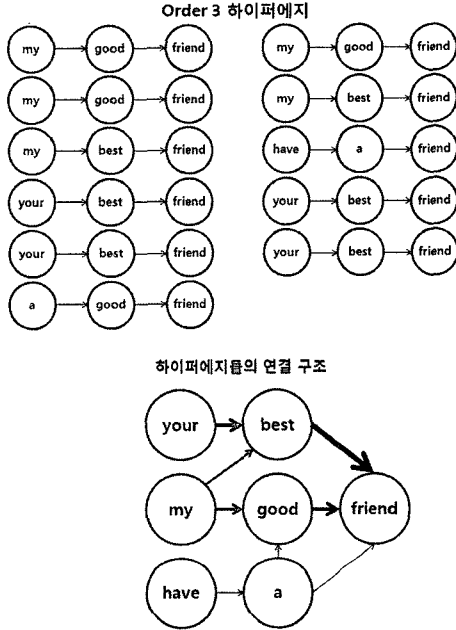 Order 3 하이퍼에지
my good friend my good friend
my good friend my best friend
my best friend have a friend
your best friend your best friend
your best friend your best friend
a good friend
하이퍼에지들의 연결 구조
your best
my good friend
have a